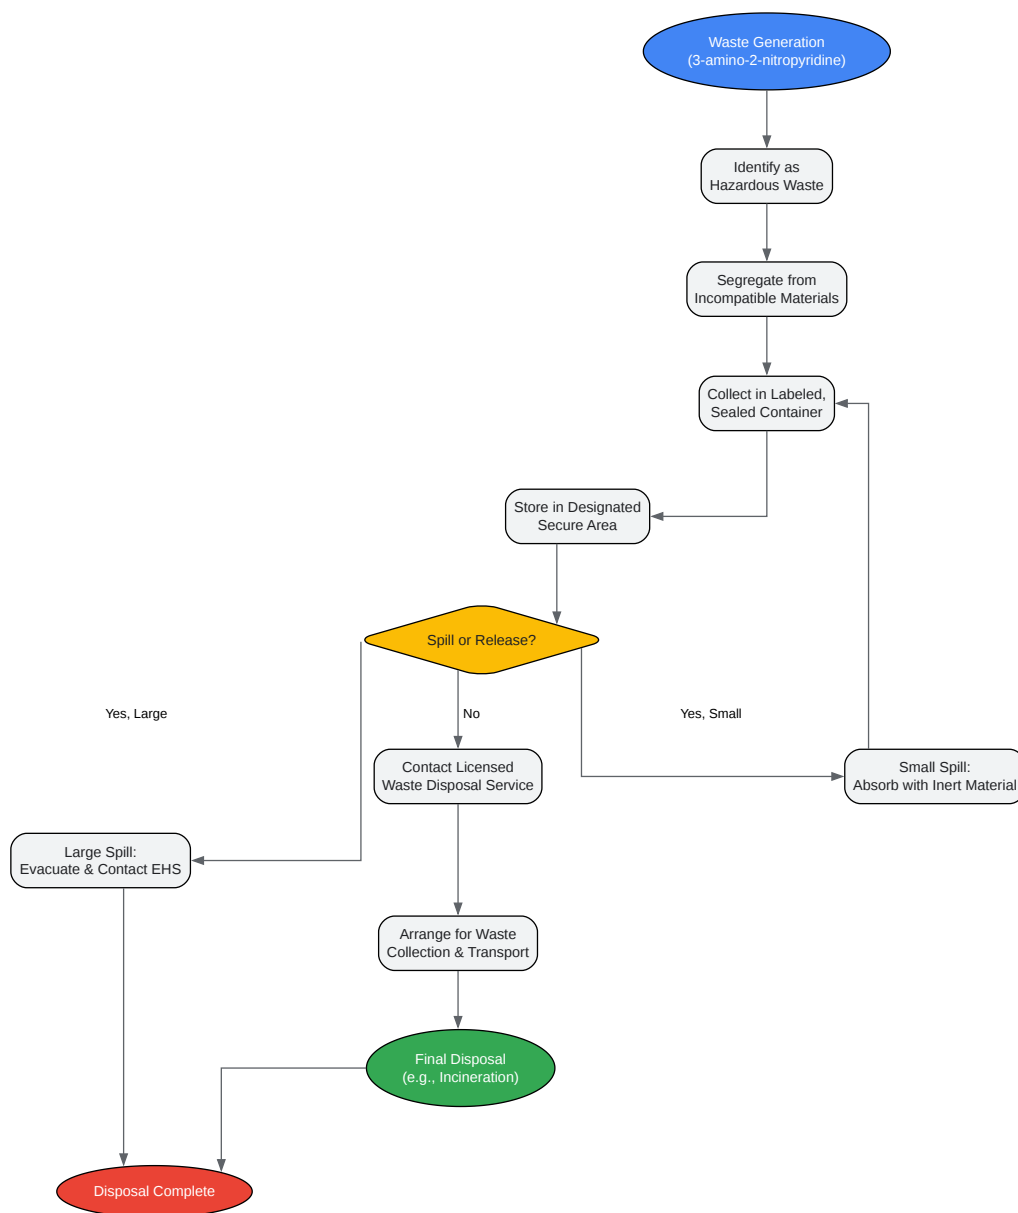 Waste Generation
(3-amino-2-nitropyridine)
Identify as
Hazardous Waste
Segregate from
Incompatible Materials
Collect in Labeled,
Sealed Container
Store in Designated
Secure Area
Spill or Release?
Yes, Large
No
Yes, Small
Contact Licensed
Waste Disposal Service
Small Spill:
Absorb with Inert Material
Large Spill:
Evacuate & Contact EHS
Arrange for Waste
Collection & Transport
Final Disposal
(e.g., Incineration)
Disposal Complete